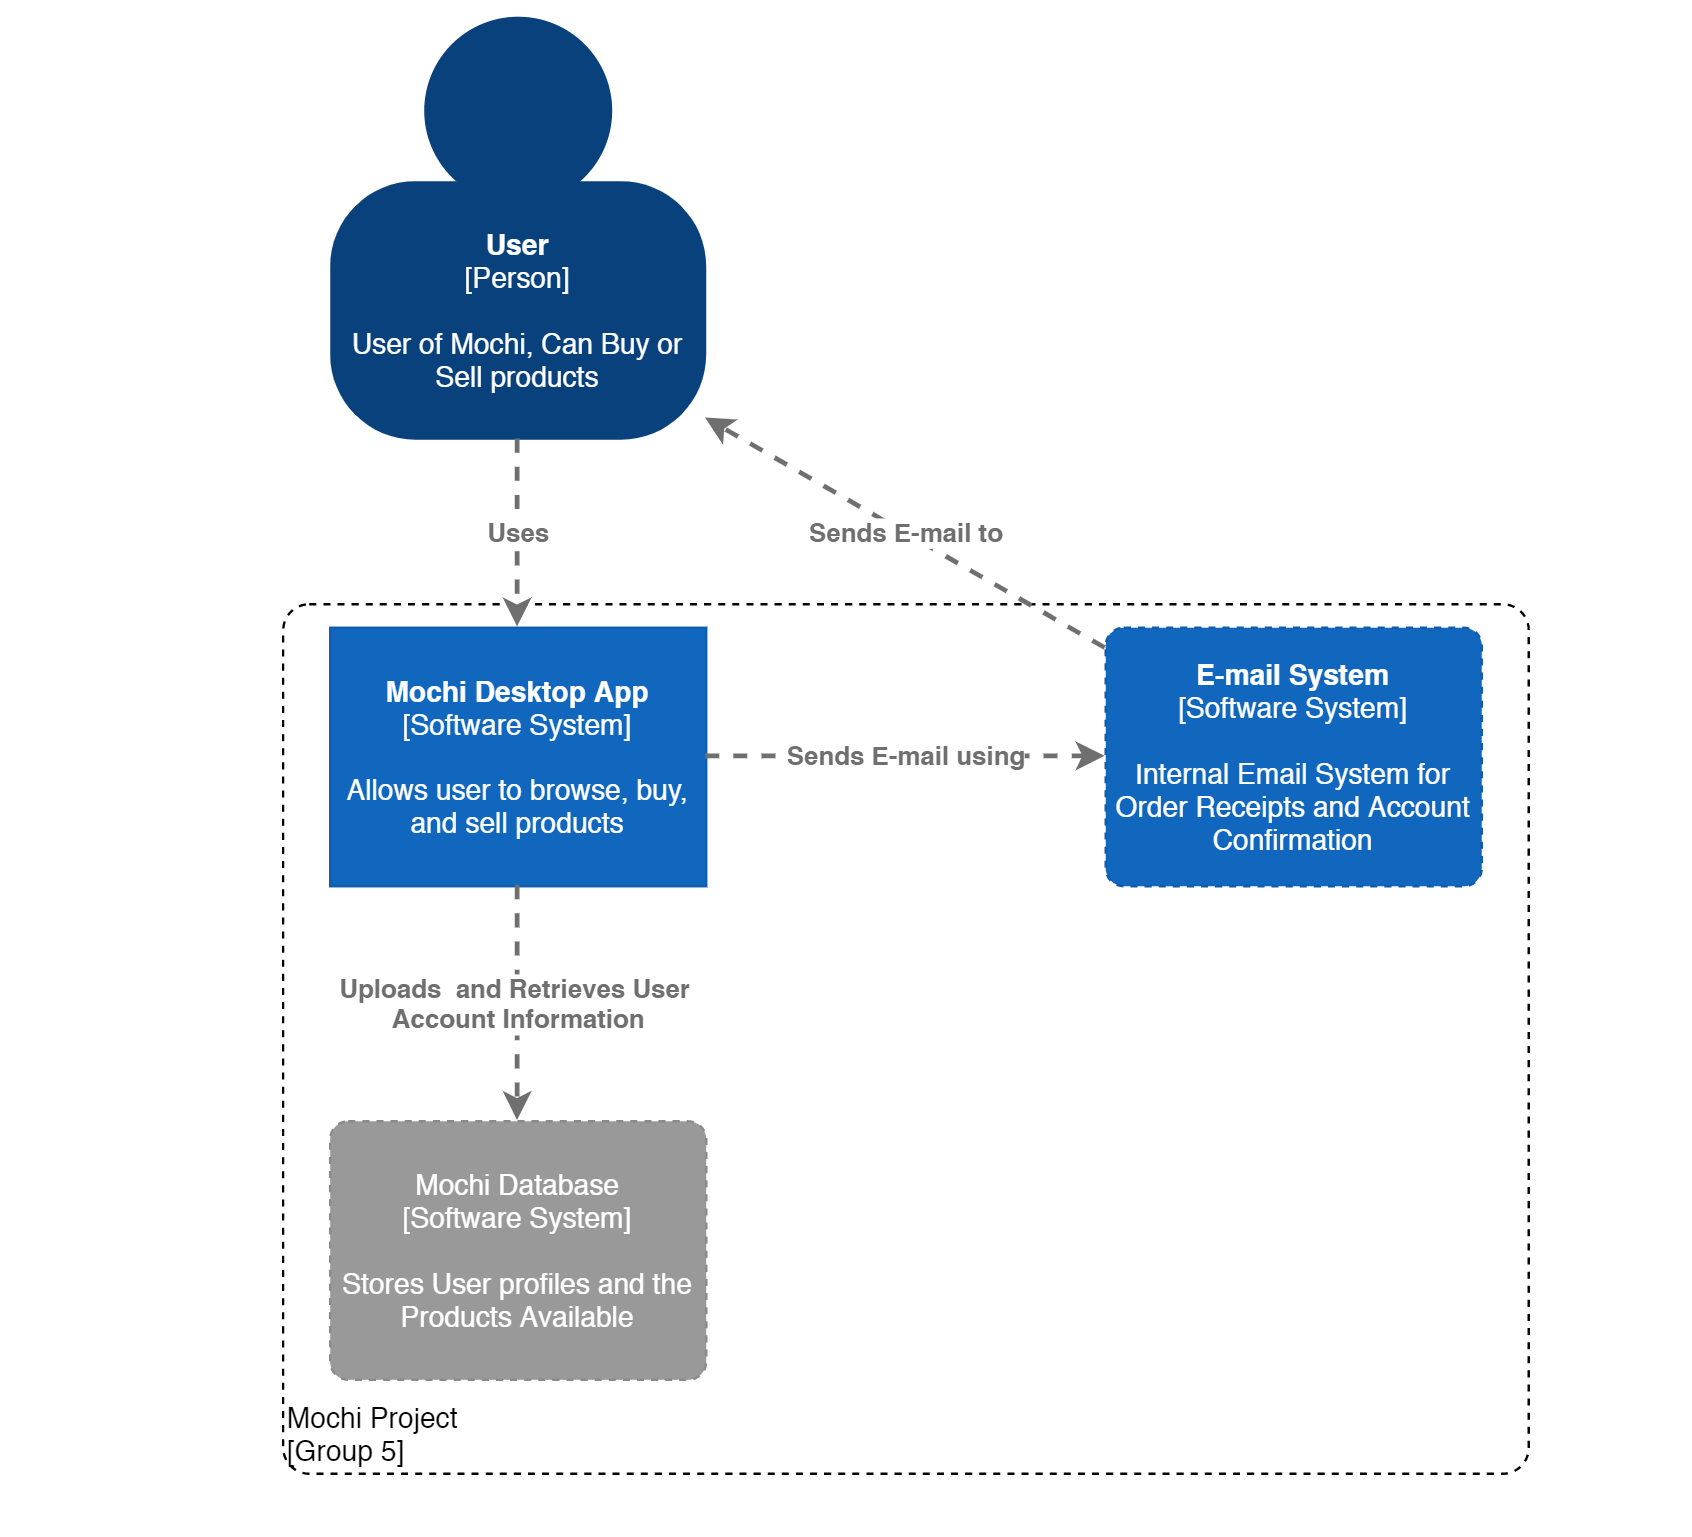 User
[Person]
User of Mochi, Can Buy or
Sell products
Uses
Sends E-mail to
Mochi Desktop App
[Software System]
Allows user to browse, buy,
and sell products
Sends E-mail using
E-mail System
[Software System]
Internal Email System for
Order Receipts and Account
Confirmation
Uploads  and Retrieves User
Account Information
Mochi Database
[Software System]
Stores User profiles and the
Products Available
Mochi Project
[Group 5]